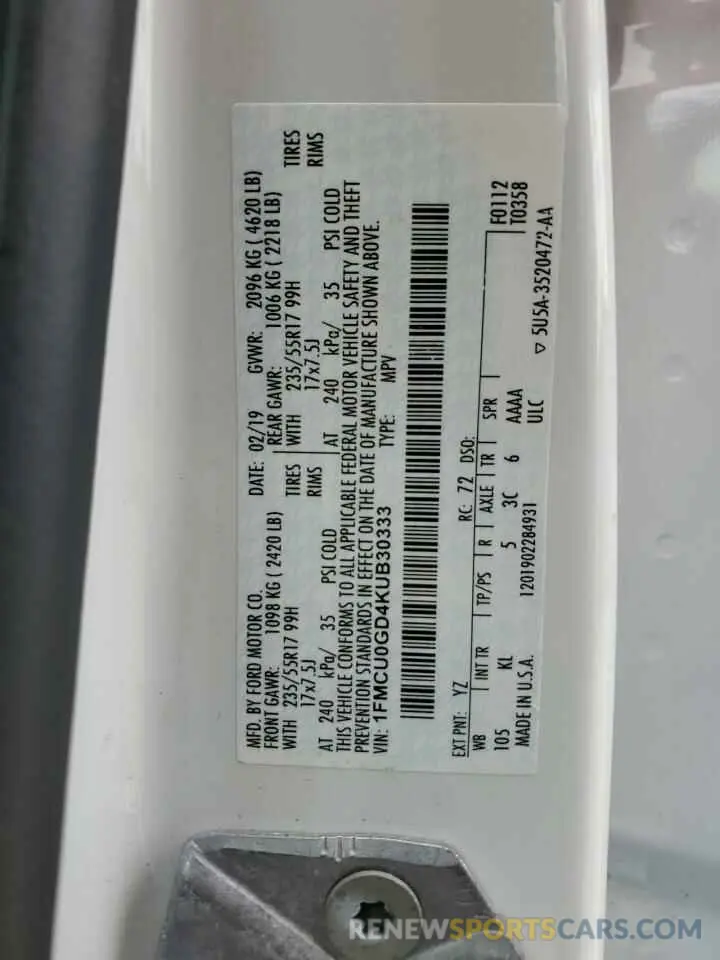 MFD. BY FORD MOTOR CO.
DATE: 02/19 GVWR: 2096 KG ( 4620 LB)
FRONT GAWR: 1098 KG ( 2420 LB) REAR GAWR: 1006 KG ( 2218 LB)
WITH 235/55R17 99H TIRES WITH 235/55R17 99H TIRES
17x7.5J RIMS 17x7.5J RIMS
AT 240 kPa/ 35 PSI COLD AT 240 kPa/ 35 PSI COLD
THIS VEHICLE CONFORMS TO ALL APPLICABLE FEDERAL MOTOR VEHICLE SAFETY AND THEFT
PREVENTION STANDARDS IN EFFECT ON THE DATE OF MANUFACTURE SHOWN ABOVE.
VIN: 1FMCU0GD4KUB30333 TYPE: MPV
EXT PNT: YZ RC: 72 DSO:
WB INT TR TP/PS R AXLE TR SPR F0112
105 KL 5 3C 6 AAAA T0358
MADE IN U.S.A. 1201902284931 ULC
▽ 5U5A-3520472-AA
RENEWSPORTSCARS.COM